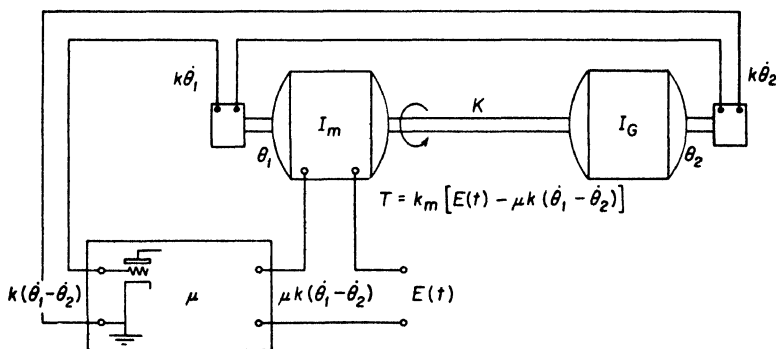 kθ̇₁
kθ̇₂
K
I_m
I_G
θ₁
θ₂
T = k_m [E(t) − μk (θ̇₁ − θ̇₂)]
k(θ̇₁−θ̇₂)
μ
μk(θ̇₁−θ̇₂)
E(t)